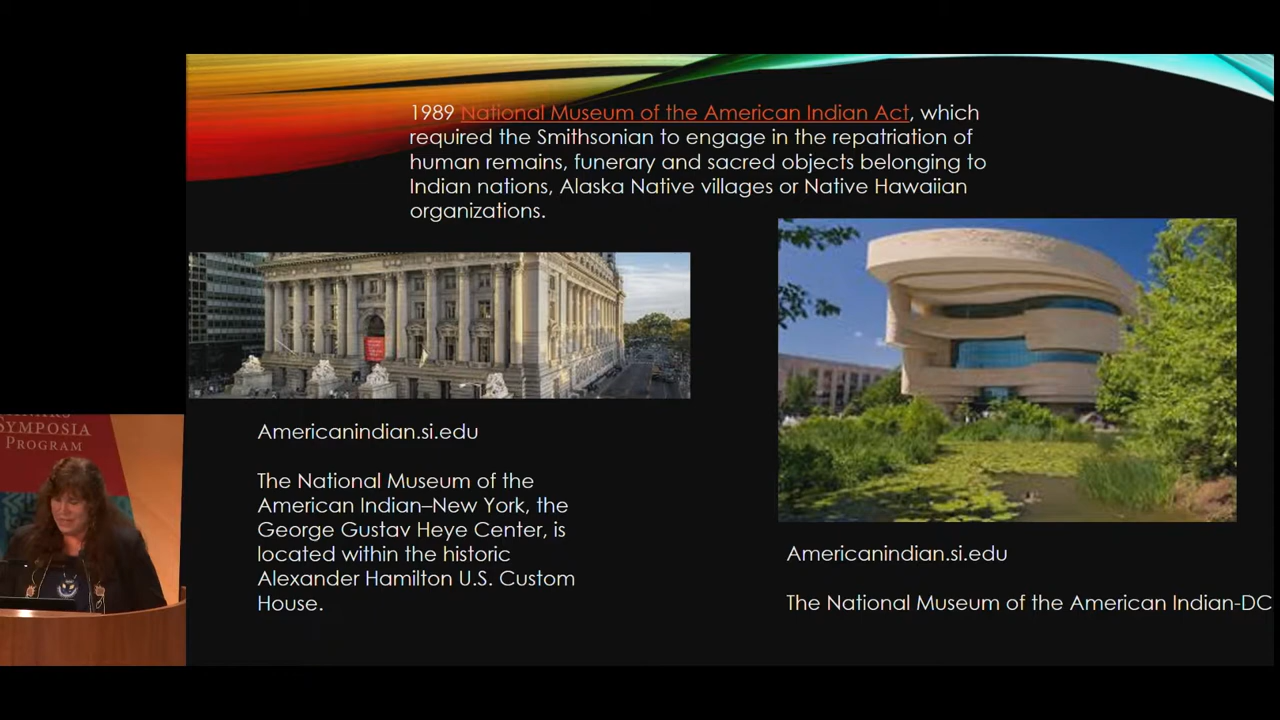 1989 National Museum of the American Indian Act, which
required the Smithsonian to engage in the repatriation of
human remains, funerary and sacred objects belonging to
Indian nations, Alaska Native villages or Native Hawaiian
organizations.
Americanindian.si.edu
The National Museum of the
American Indian–New York, the
George Gustav Heye Center, is
located within the historic
Alexander Hamilton U.S. Custom
House.
Americanindian.si.edu
The National Museum of the American Indian-DC
SYMPOSIA
PROGRAM